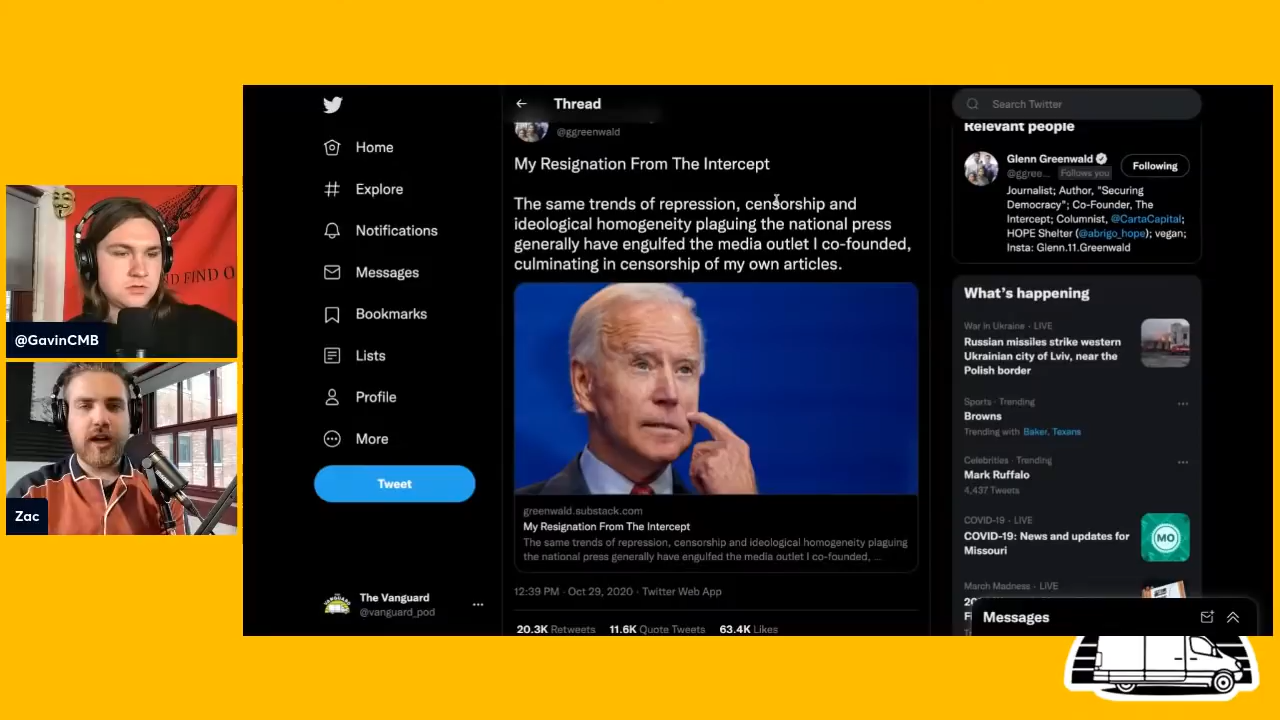 Home
Explore
Notifications
Messages
Bookmarks
Lists
Profile
More
Tweet
The Vanguard
@vanguard_pod
Thread
@ggreenwald
My Resignation From The Intercept
The same trends of repression, censorship and
ideological homogeneity plaguing the national press
generally have engulfed the media outlet I co-founded,
culminating in censorship of my own articles.
greenwald.substack.com
My Resignation From The Intercept
The same trends of repression, censorship and ideological homogeneity plaguing
the national press generally have engulfed the media outlet I co-founded, ...
12:39 PM · Oct 29, 2020 · Twitter Web App
20.3K Retweets 11.6K Quote Tweets 63.4K Likes
Search Twitter
Relevant people
Glenn Greenwald
@ggree... Follows you
Following
Journalist; Author, "Securing
Democracy"; Co-Founder, The
Intercept; Columnist, @CartaCapital;
HOPE Shelter (@abrigo_hope); vegan;
Insta: Glenn.11.Greenwald
What's happening
War in Ukraine · LIVE
Russian missiles strike western
Ukrainian city of Lviv, near the
Polish border
Sports · Trending
Browns
Trending with Baker, Texans
Celebrities · Trending
Mark Ruffalo
4,437 Tweets
COVID-19 · LIVE
COVID-19: News and updates for
Missouri
MO
March Madness · LIVE
Messages
@GavinCMB
Zac
ND FIND O